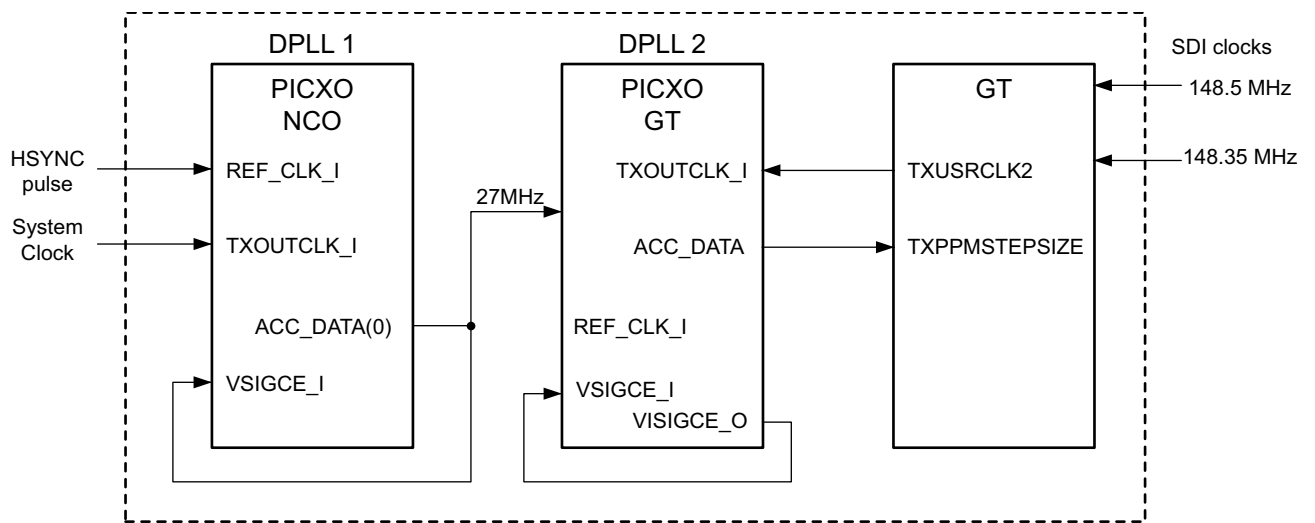 DPLL 1
DPLL 2
SDI clocks
PICXO
NCO
PICXO
GT
GT
148.5 MHz
HSYNC
pulse
REF_CLK_I
TXOUTCLK_I
TXUSRCLK2
148.35 MHz
27MHz
System
Clock
TXOUTCLK_I
ACC_DATA
TXPPMSTEPSIZE
ACC_DATA(0)
REF_CLK_I
VSIGCE_I
VSIGCE_I
VISIGCE_O